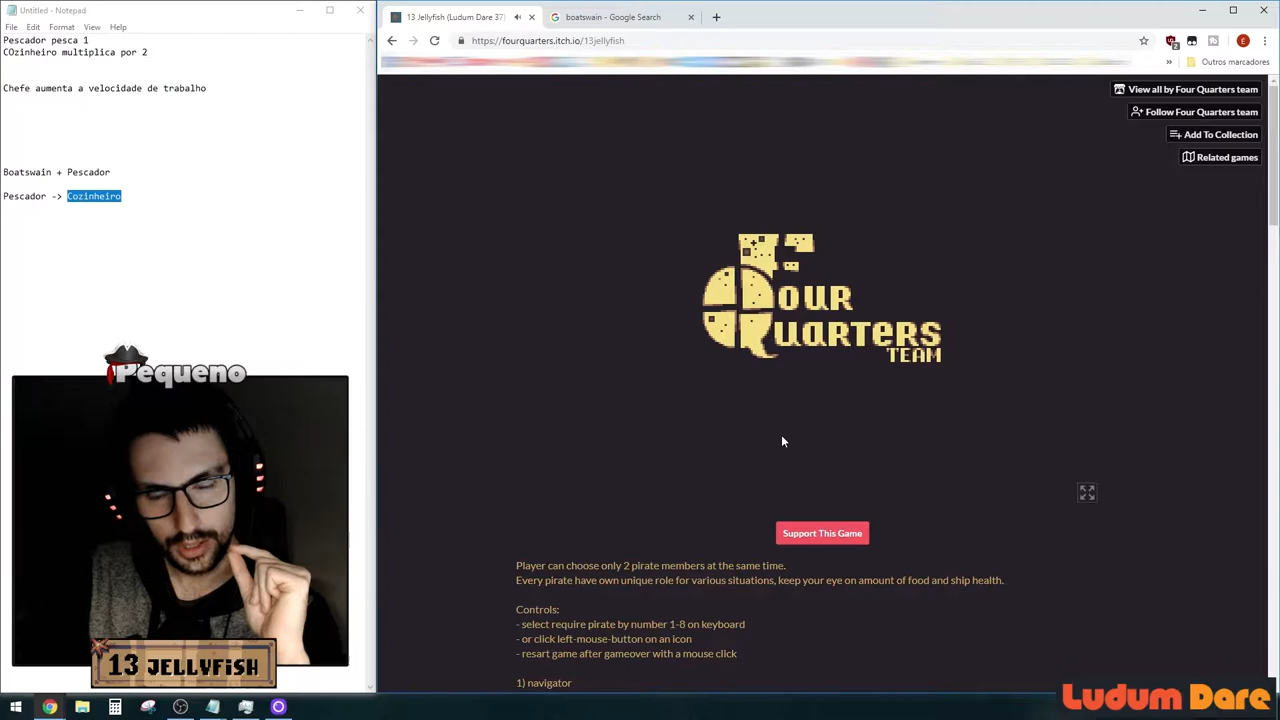 Untitled - Notepad
File Edit Format View Help
Pescador pesca 1
COzinheiro multiplica por 2
Chefe aumenta a velocidade de trabalho
Boatswain + Pescador
Pescador -> Cozinheiro
Pequeno
13 JELLYFISH
13 Jellyfish (Ludum Dare 37)
boatswain - Google Search
https://fourquarters.itch.io/13jellyfish
2
E
»
Outros marcadores
View all by Four Quarters team
Follow Four Quarters team
Add To Collection
Related games
Four
Quarters
TEAM
Support This Game
Player can choose only 2 pirate members at the same time.
Every pirate have own unique role for various situations, keep your eye on amount of food and ship health.
Controls:
- select require pirate by number 1-8 on keyboard
- or click left-mouse-button on an icon
- resart game after gameover with a mouse click
1) navigator
Ludum Dare